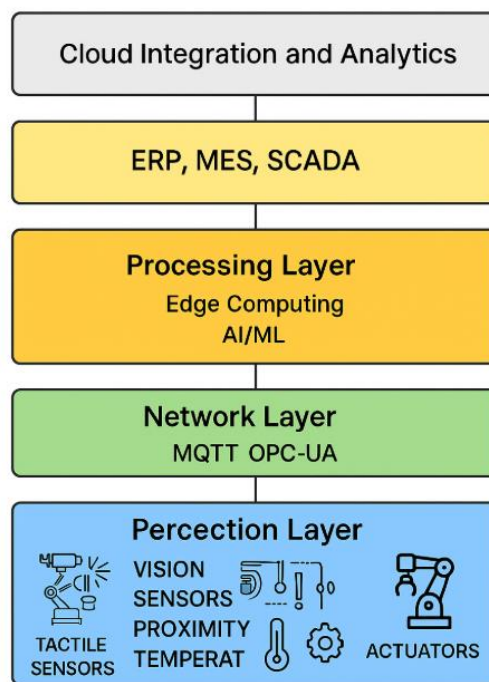 Cloud Integration and Analytics
ERP, MES, SCADA
Processing Layer
Edge Computing
AI/ML
Network Layer
MQTT OPC-UA
Percection Layer
TACTILE
SENSORS
VISION
SENSORS
PROXIMITY
TEMPERAT
ACTUATORS